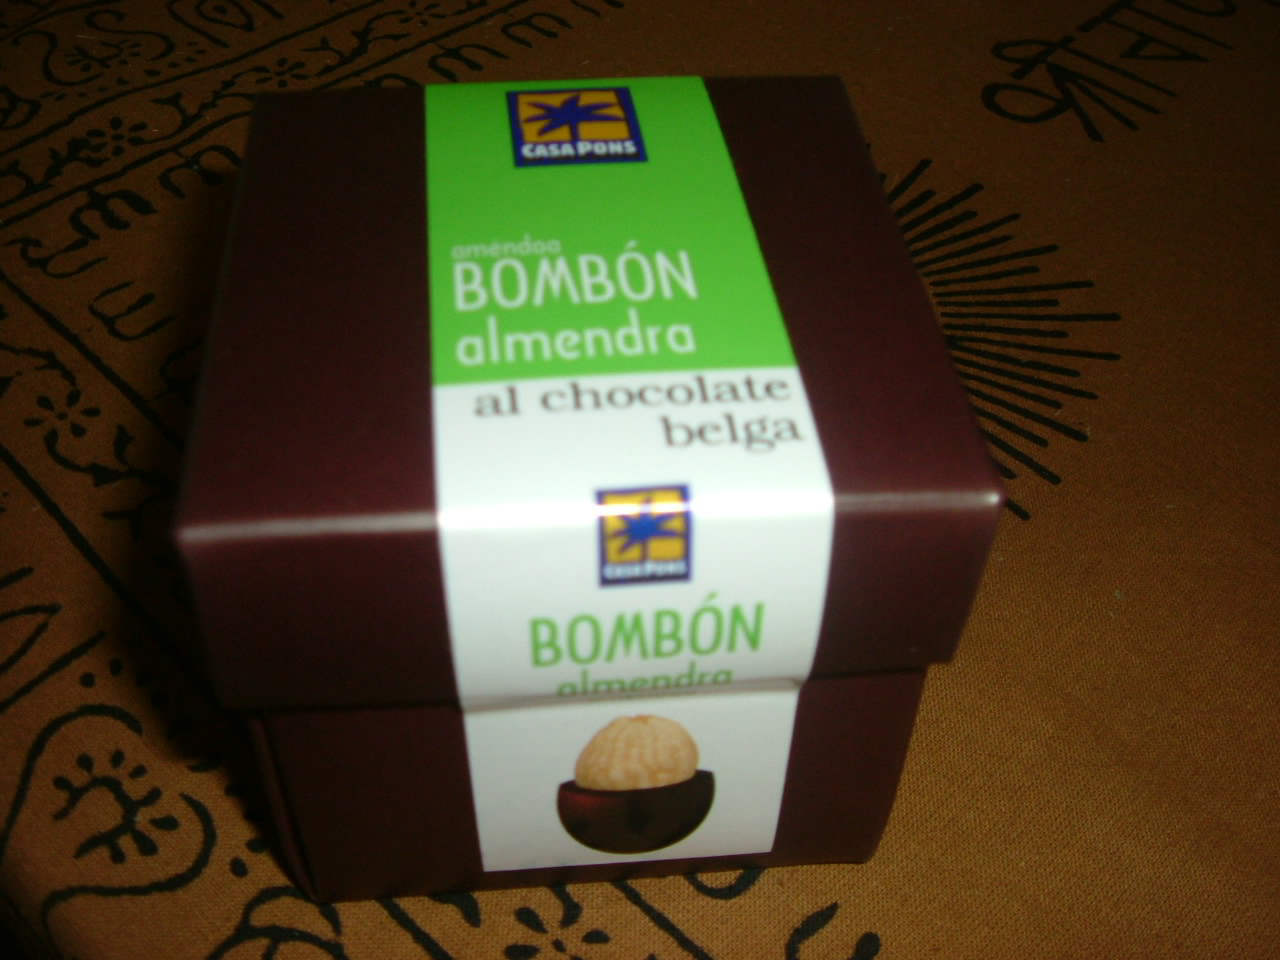 CASA PONS
amêndoa
BOMBÓN
almendra
al chocolate
belga
CASA PONS
BOMBÓN
almendra